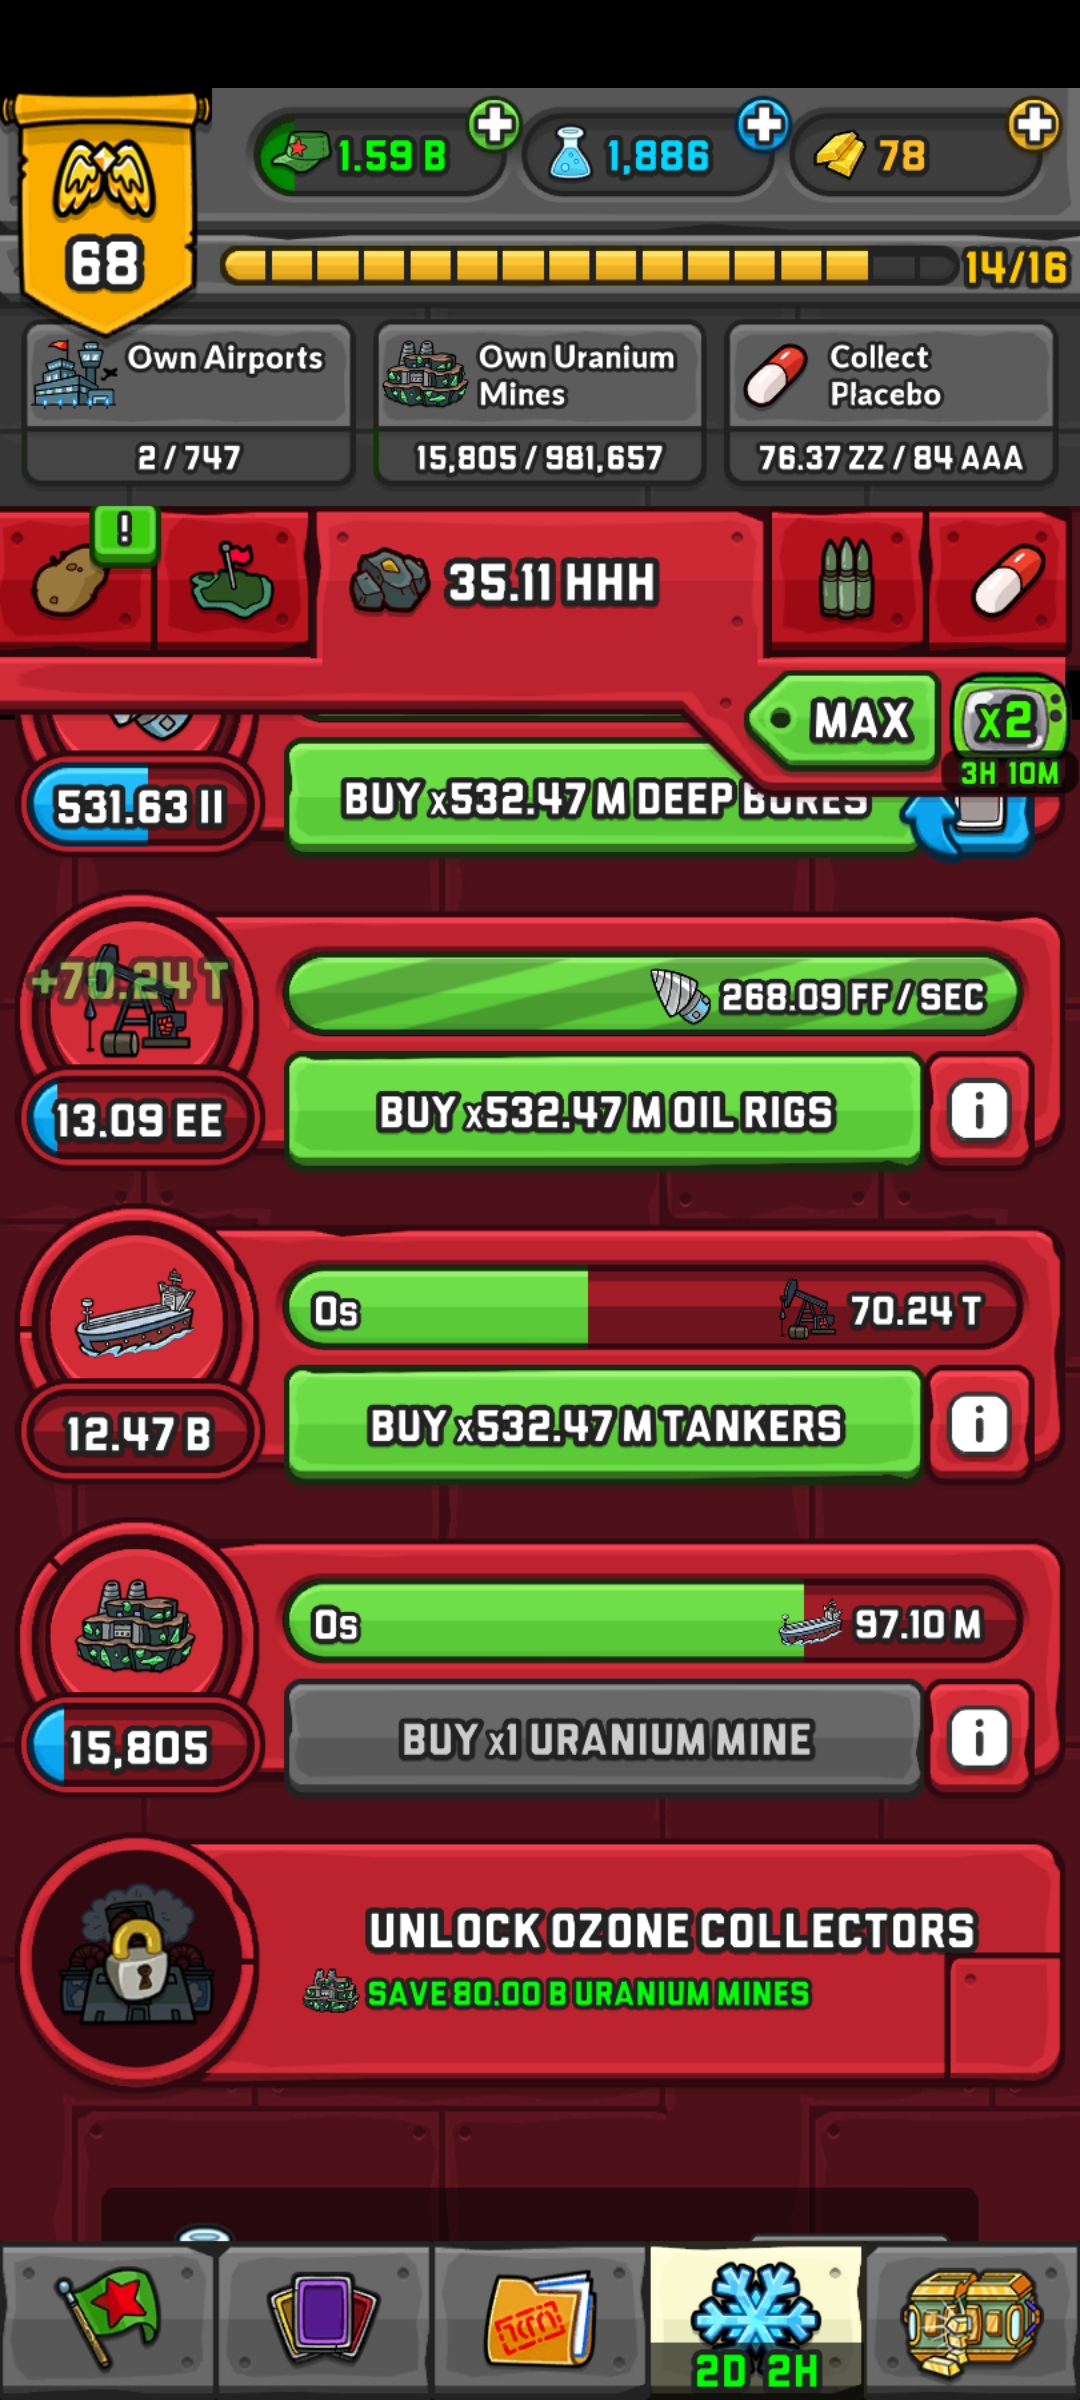 1.59 B
1,886
78
68
14/16
Own Airports
2 / 747
Own Uranium
Mines
15,805 / 981,657
Collect
Placebo
76.37 ZZ / 84 AAA
!
35.11 HHH
MAX
x2
3H 10M
531.63 II
BUY x532.47 M DEEP BORES
+70.24 T
268.09 FF / SEC
13.09 EE
BUY x532.47 M OIL RIGS
i
0s
70.24 T
12.47 B
BUY x532.47 M TANKERS
i
0s
97.10 M
15,805
BUY x1 URANIUM MINE
i
UNLOCK OZONE COLLECTORS
SAVE 80.00 B URANIUM MINES
2D 2H